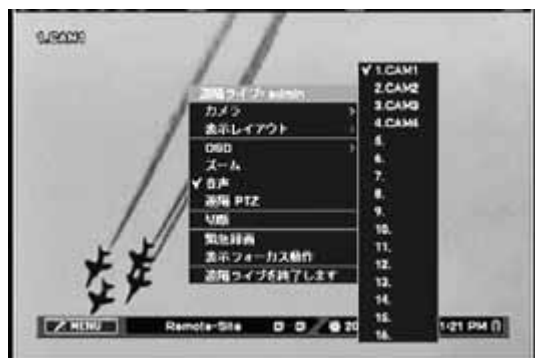 1.CAM1
遠隔ライブ: admin
カメラ
表示レイアウト
OSD
ズーム
✓ 音声
遠隔 PTZ
切断
緊急録画
表示フォーカス動作
遠隔ライブを終了します
✓ 1.CAM1
2.CAM2
3.CAM3
4.CAM4
5.
6.
7.
8.
9.
10.
11.
12.
13.
14.
15.
16.
MENU Remote-Site 20 1:21 PM